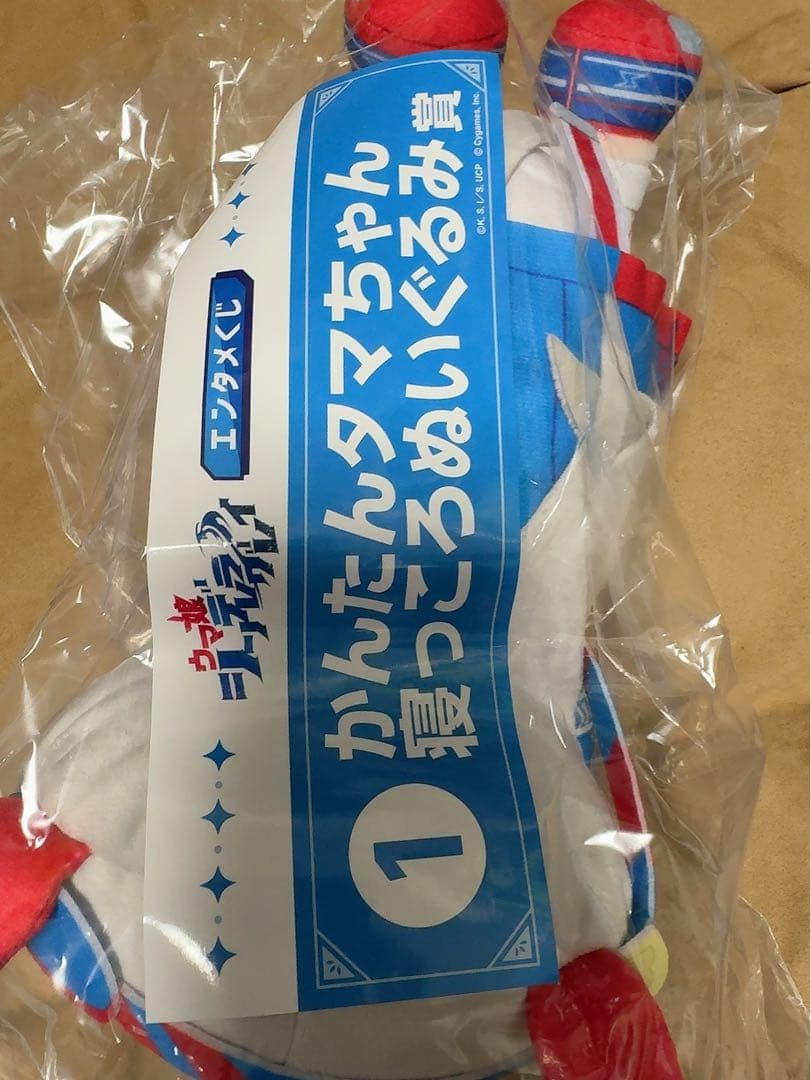 ウマ娘
シンデレラグレイ
エンタメくじ
1
かんたんタマちゃん
寝っころぬいぐるみ賞
©K, S, I／S, UCP © Cygames, Inc.